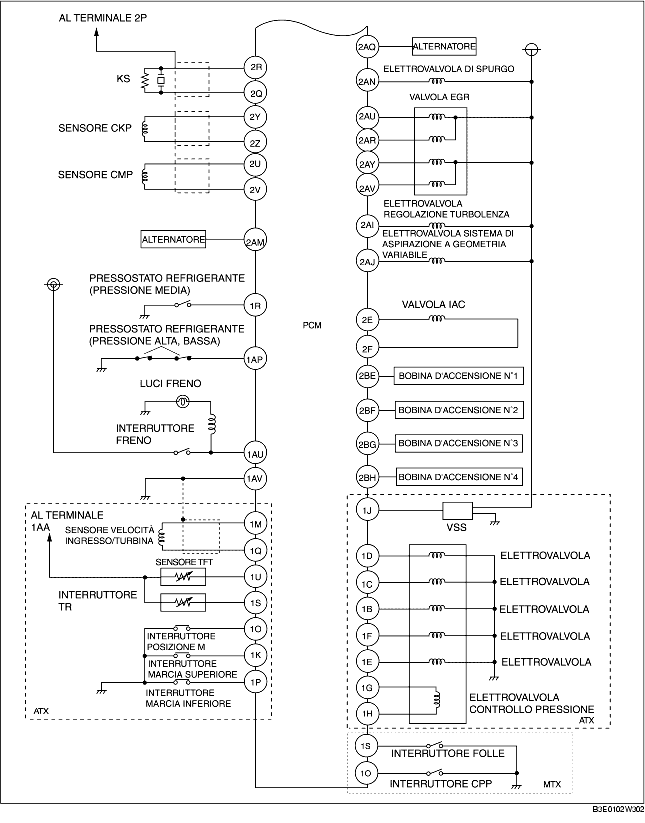 AL TERMINALE 2P
KS
SENSORE CKP
SENSORE CMP
ALTERNATORE
PRESSOSTATO REFRIGERANTE
(PRESSIONE MEDIA)
PRESSOSTATO REFRIGERANTE
(PRESSIONE ALTA, BASSA)
LUCI FRENO
INTERRUTTORE
FRENO
AL TERMINALE
1AA
SENSORE VELOCITÀ
INGRESSO/TURBINA
SENSORE TFT
INTERRUTTORE
TR
INTERRUTTORE
POSIZIONE M
INTERRUTTORE
MARCIA SUPERIORE
INTERRUTTORE
MARCIA INFERIORE
ATX
2R
2Q
2Y
2Z
2U
2V
2AM
1R
1AP
1AU
1AV
1M
1Q
1U
1S
1O
1K
1P
PCM
2AQ
2AN
2AU
2AR
2AY
2AV
2AI
2AJ
2E
2F
2BE
2BF
2BG
2BH
1J
1D
1C
1B
1F
1E
1G
1H
1S
1O
ALTERNATORE
ELETTROVALVOLA DI SPURGO
VALVOLA EGR
ELETTROVALVOLA
REGOLAZIONE TURBOLENZA
ELETTROVALVOLA SISTEMA DI
ASPIRAZIONE A GEOMETRIA
VARIABILE
VALVOLA IAC
BOBINA D'ACCENSIONE N°1
BOBINA D'ACCENSIONE N°2
BOBINA D'ACCENSIONE N°3
BOBINA D'ACCENSIONE N°4
VSS
ELETTROVALVOLA
ELETTROVALVOLA
ELETTROVALVOLA
ELETTROVALVOLA
ELETTROVALVOLA
ELETTROVALVOLA
CONTROLLO PRESSIONE
ATX
INTERRUTTORE FOLLE
INTERRUTTORE CPP
MTX
B3E0102W302